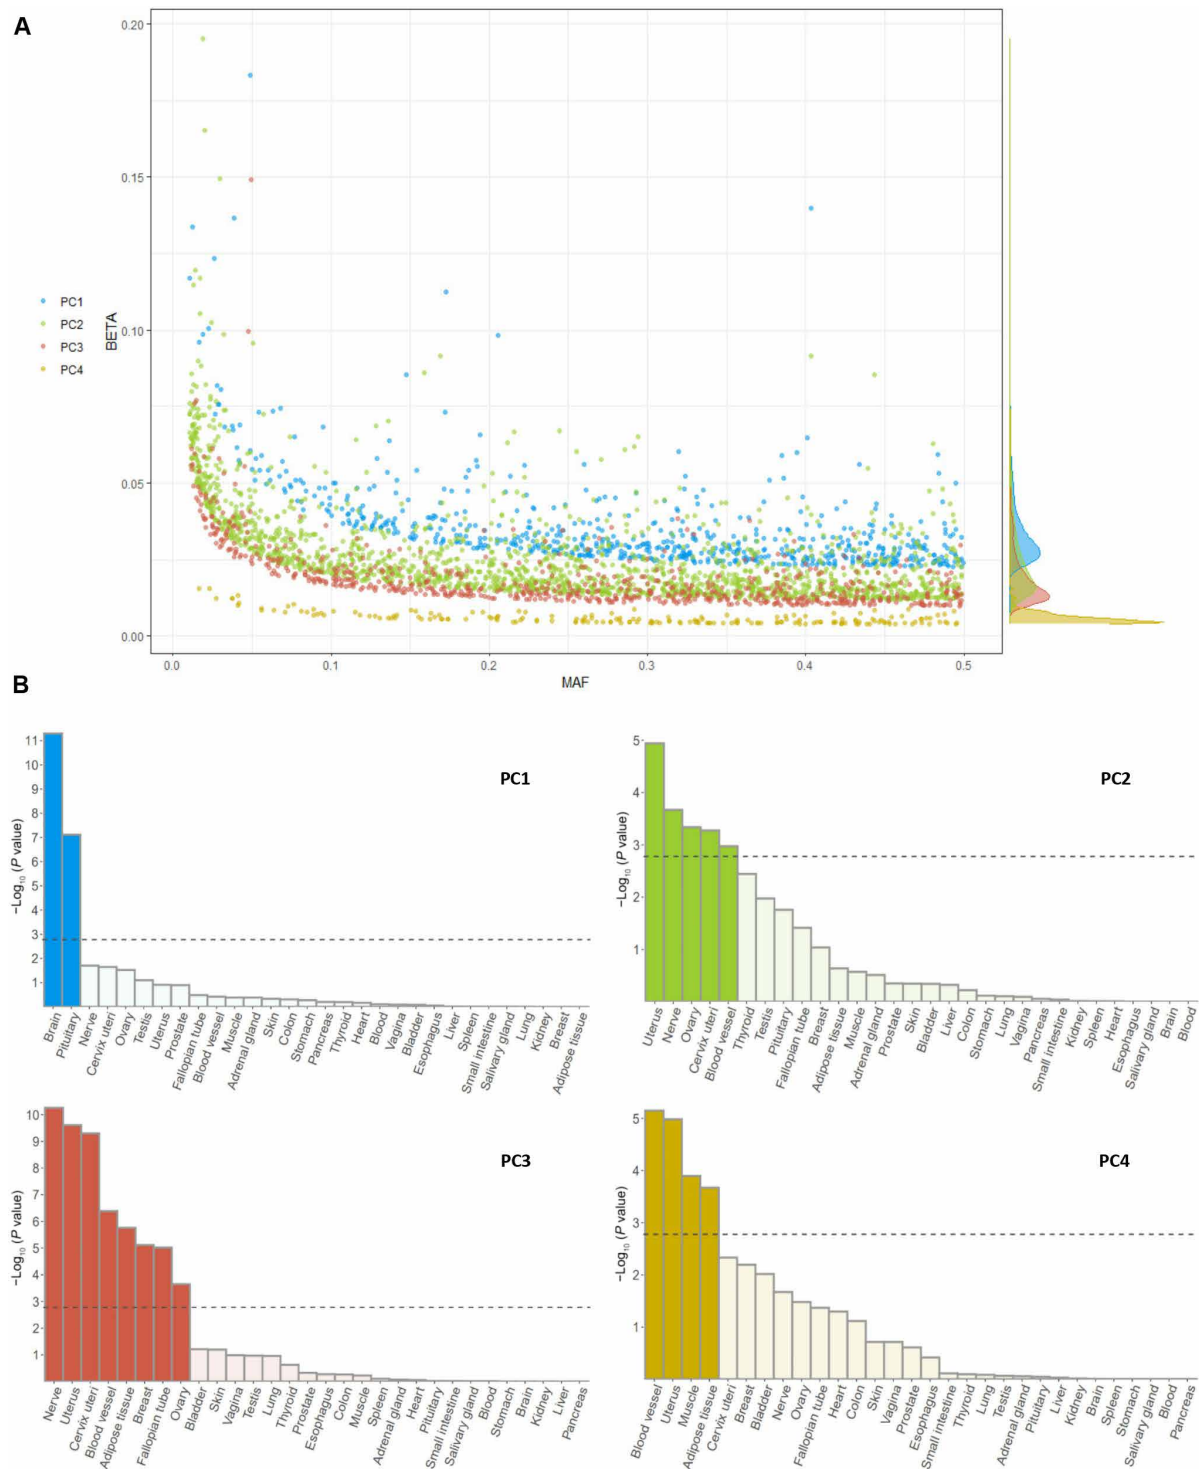 A
0.20
0.15
0.10
0.05
0.00
BETA
PC1
PC2
PC3
PC4
0.0 0.1 0.2 0.3 0.4 0.5
MAF
B
PC1
−Log10 (P value)
11
10
9
8
7
6
5
4
3
2
1
Brain
Pituitary
Nerve
Cervix uteri
Ovary
Testis
Uterus
Prostate
Fallopian tube
Blood vessel
Muscle
Adrenal gland
Skin
Colon
Stomach
Pancreas
Thyroid
Heart
Blood
Vagina
Bladder
Esophagus
Liver
Spleen
Small intestine
Salivary gland
Lung
Kidney
Breast
Adipose tissue
PC2
−Log10 (P value)
5
4
3
2
1
Uterus
Nerve
Ovary
Cervix uteri
Blood vessel
Thyroid
Testis
Pituitary
Fallopian tube
Breast
Adipose tissue
Muscle
Adrenal gland
Prostate
Skin
Bladder
Liver
Colon
Stomach
Lung
Vagina
Pancreas
Small intestine
Kidney
Spleen
Heart
Esophagus
Salivary gland
Brain
Blood
PC3
−Log10 (P value)
10
9
8
7
6
5
4
3
2
1
Nerve
Uterus
Cervix uteri
Blood vessel
Adipose tissue
Breast
Fallopian tube
Ovary
Bladder
Skin
Vagina
Testis
Lung
Thyroid
Prostate
Esophagus
Colon
Muscle
Spleen
Adrenal gland
Heart
Pituitary
Small intestine
Salivary gland
Blood
Stomach
Brain
Kidney
Liver
Pancreas
PC4
−Log10 (P value)
5
4
3
2
1
Blood vessel
Uterus
Muscle
Adipose tissue
Cervix uteri
Breast
Bladder
Nerve
Ovary
Fallopian tube
Heart
Colon
Skin
Vagina
Prostate
Esophagus
Small intestine
Thyroid
Lung
Testis
Adrenal gland
Pituitary
Liver
Kidney
Brain
Spleen
Stomach
Salivary gland
Blood
Pancreas